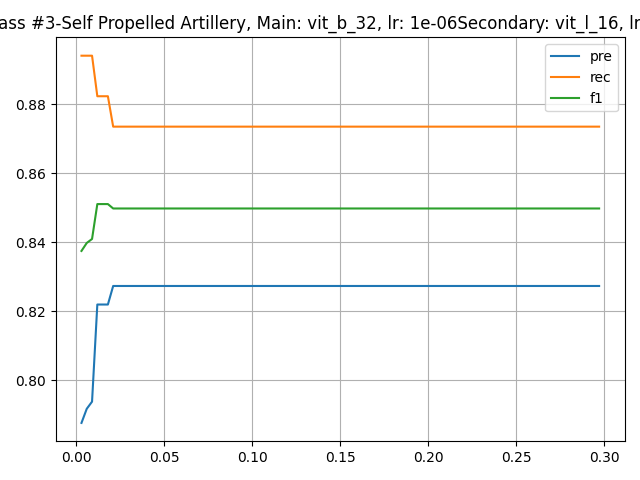 ass #3-Self Propelled Artillery, Main: vit_b_32, lr: 1e-06Secondary: vit_l_16, lr
pre
rec
f1
0.88
0.86
0.84
0.82
0.80
0.00 0.05 0.10 0.15 0.20 0.25 0.30